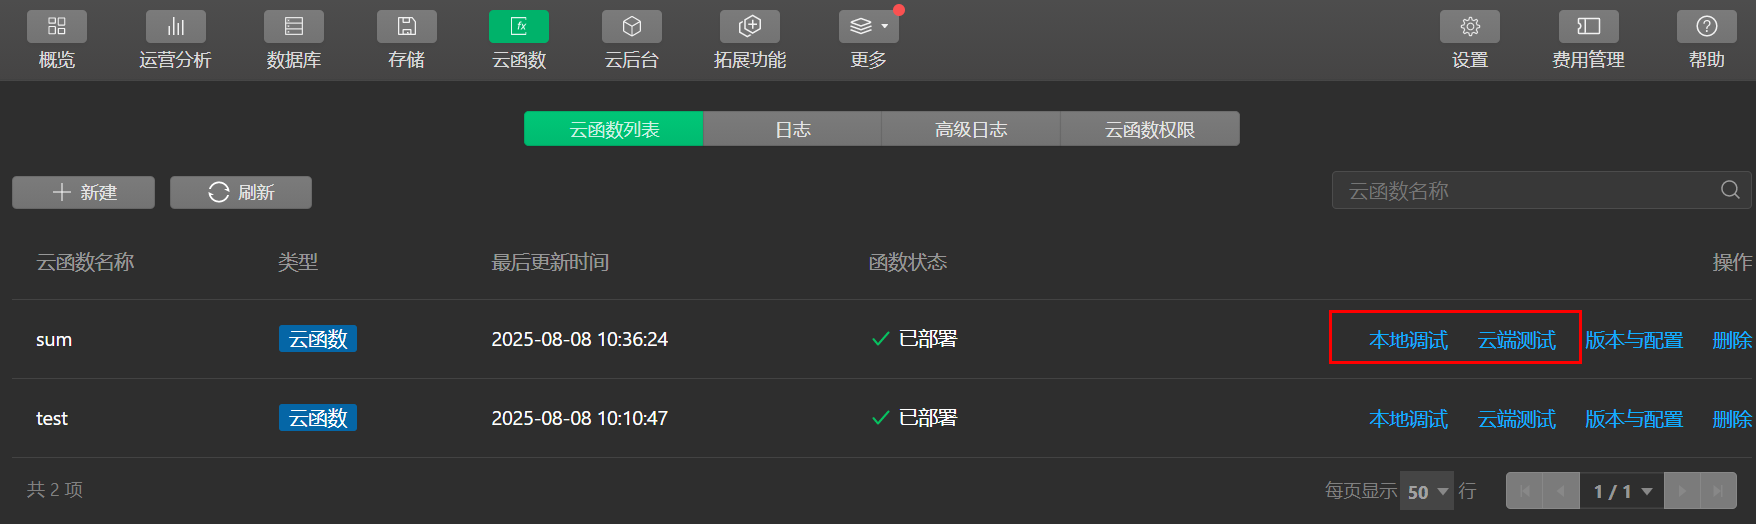 概览 运营分析 数据库 存储 云函数 云后台 拓展功能 更多 设置 费用管理 帮助
云函数列表 日志 高级日志 云函数权限
新建 刷新 云函数名称
云函数名称 类型 最后更新时间 函数状态 操作
sum 云函数 2025-08-08 10:36:24 已部署 本地调试 云端测试 版本与配置 删除
test 云函数 2025-08-08 10:10:47 已部署 本地调试 云端测试 版本与配置 删除
共 2 项 每页显示 50 行 1 / 1